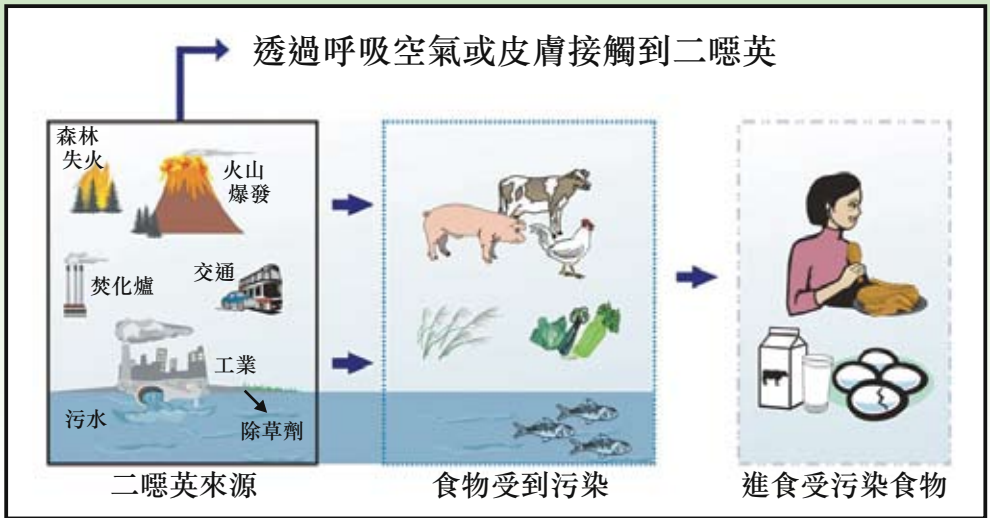 透過呼吸空氣或皮膚接觸到二噁英
森林
失火
火山
爆發
焚化爐
交通
工業
污水
除草劑
二噁英來源
食物受到污染
進食受污染食物